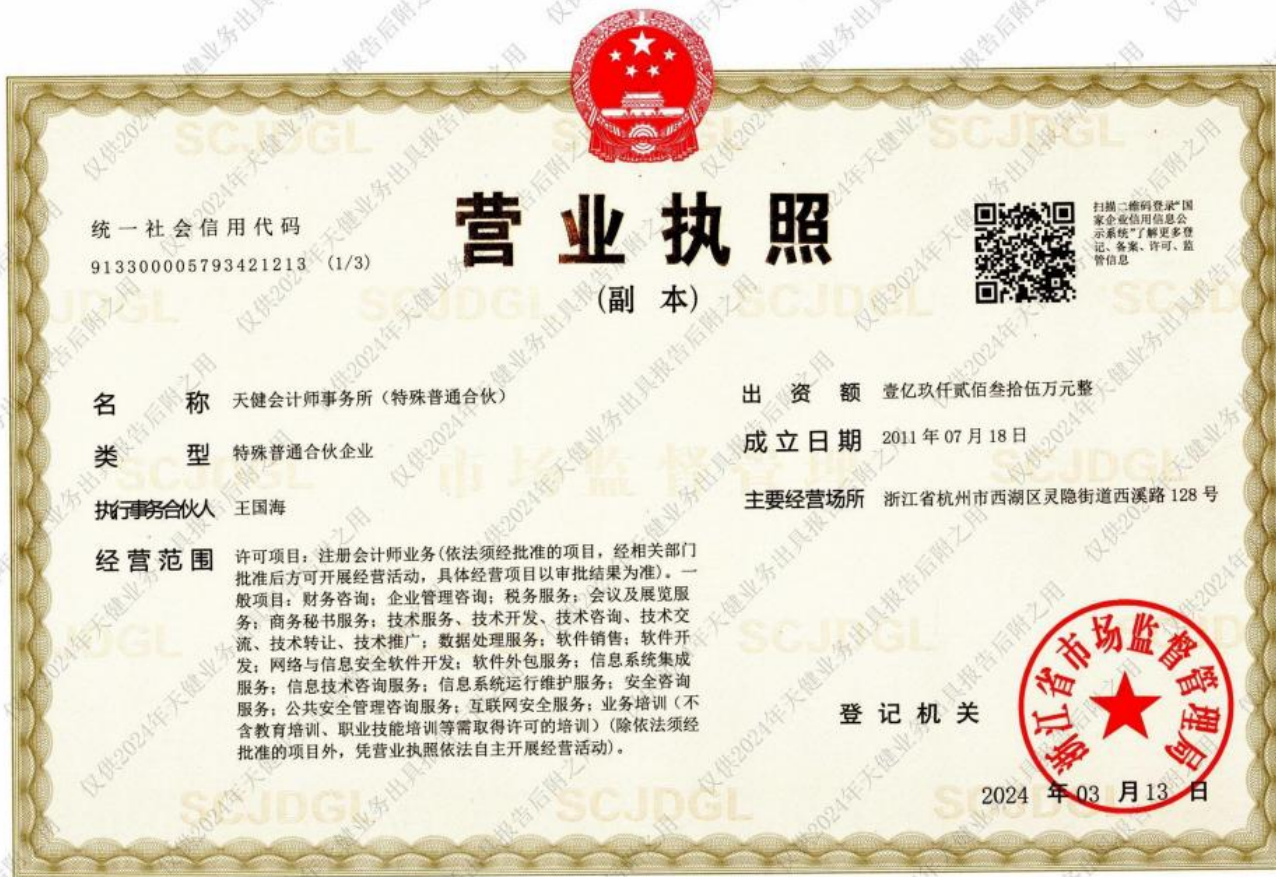 营业执照
(副 本)
统一社会信用代码
913300005793421213 (1/3)
扫描二维码登录“国
家企业信用信息公
示系统”了解更多登
记、备案、许可、监
管信息
名 称 天健会计师事务所（特殊普通合伙）
类 型 特殊普通合伙企业
执行事务合伙人 王国海
经营范围 许可项目：注册会计师业务(依法须经批准的项目，经相关部门
批准后方可开展经营活动，具体经营项目以审批结果为准)。一
般项目：财务咨询；企业管理咨询；税务服务；会议及展览服
务；商务秘书服务；技术服务、技术开发、技术咨询、技术交
流、技术转让、技术推广；数据处理服务；软件销售；软件开
发；网络与信息安全软件开发；软件外包服务；信息系统集成
服务；信息技术咨询服务；信息系统运行维护服务；安全咨询
服务；公共安全管理咨询服务；互联网安全服务；业务培训（不
含教育培训、职业技能培训等需取得许可的培训）(除依法须经
批准的项目外，凭营业执照依法自主开展经营活动)。
出 资 额 壹亿玖仟贰佰叁拾伍万元整
成立日期 2011 年 07 月 18 日
主要经营场所 浙江省杭州市西湖区灵隐街道西溪路 128 号
登记机关
浙江省市场监督管理局
2024 年 03 月 13 日
SCJDGL
市场监督管理
仅供2024年天健业务出具报告后附之用